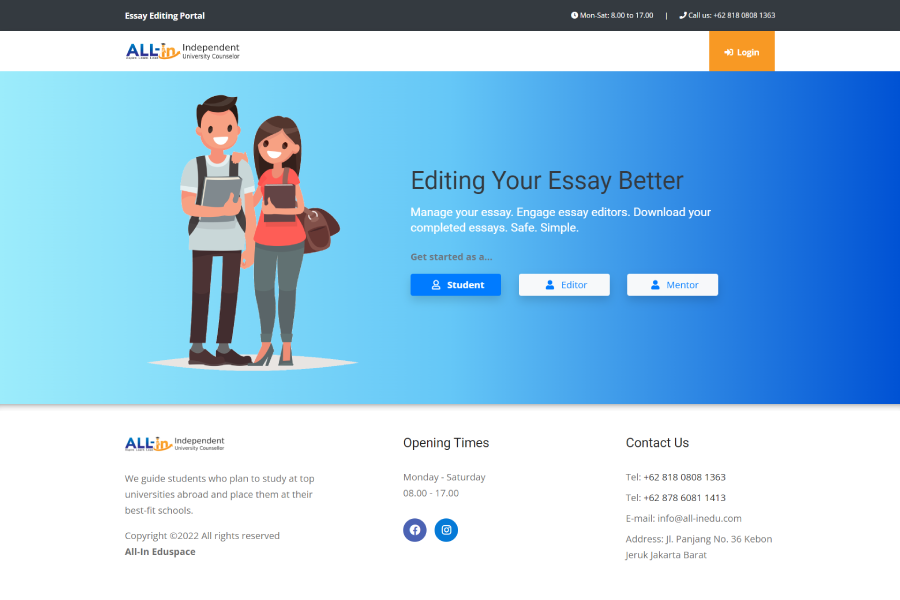 Essay Editing Portal
Mon-Sat: 8.00 to 17.00 | Call us: +62 818 0808 1363
ALL-in Independent
University Counselor
Login
Editing Your Essay Better
Manage your essay. Engage essay editors. Download your
completed essays. Safe. Simple.
Get started as a...
Student Editor Mentor
ALL-in Independent
University Counsellor
We guide students who plan to study at top
universities abroad and place them at their
best-fit schools.
Copyright ©2022 All rights reserved
All-In Eduspace
Opening Times
Monday - Saturday
08.00 - 17.00
Contact Us
Tel: +62 818 0808 1363
Tel: +62 878 6081 1413
E-mail: info@all-inedu.com
Address: Jl. Panjang No. 36 Kebon
Jeruk Jakarta Barat